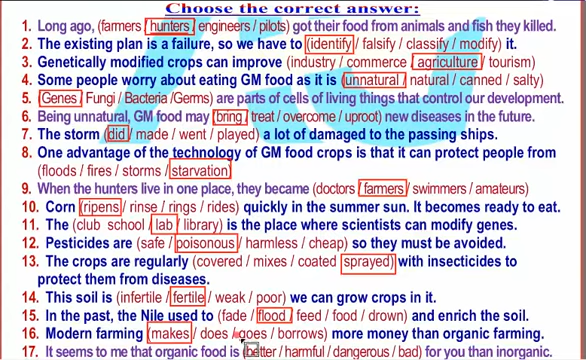 Choose the correct answer:
1. Long ago, (farmers / hunters / engineers / pilots) got their food from animals and fish they killed.
2. The existing plan is a failure, so we have to (identify / falsify / classify / modify) it.
3. Genetically modified crops can improve (industry / commerce / agriculture / tourism)
4. Some people worry about eating GM food as it is (unnatural / natural / canned / salty)
5. (Genes / Fungi / Bacteria /Germs) are parts of cells of living things that control our development.
6. Being unnatural, GM food may (bring / treat / overcome / uproot) new diseases in the future.
7. The storm (did / made / went / played) a lot of damaged to the passing ships.
8. One advantage of the technology of GM food crops is that it can protect people from
(floods / fires / storms / starvation)
9. When the hunters live in one place, they became (doctors / farmers / swimmers / amateurs)
10. Corn (ripens / rinse / rings / rides) quickly in the summer sun. It becomes ready to eat.
11. The (club school / lab / library) is the place where scientists can modify genes.
12. Pesticides are (safe / poisonous / harmless / cheap) so they must be avoided.
13. The crops are regularly (covered / mixes / coated sprayed) with insecticides to
protect them from diseases.
14. This soil is (infertile / fertile / weak / poor) we can grow crops in it.
15. In the past, the Nile used to (fade / flood / feed / food / drown) and enrich the soil.
16. Modern farming (makes / does / goes / borrows) more money than organic farming.
17. It seems to me that organic food is (better / harmful / dangerous / bad) for you than inorganic.